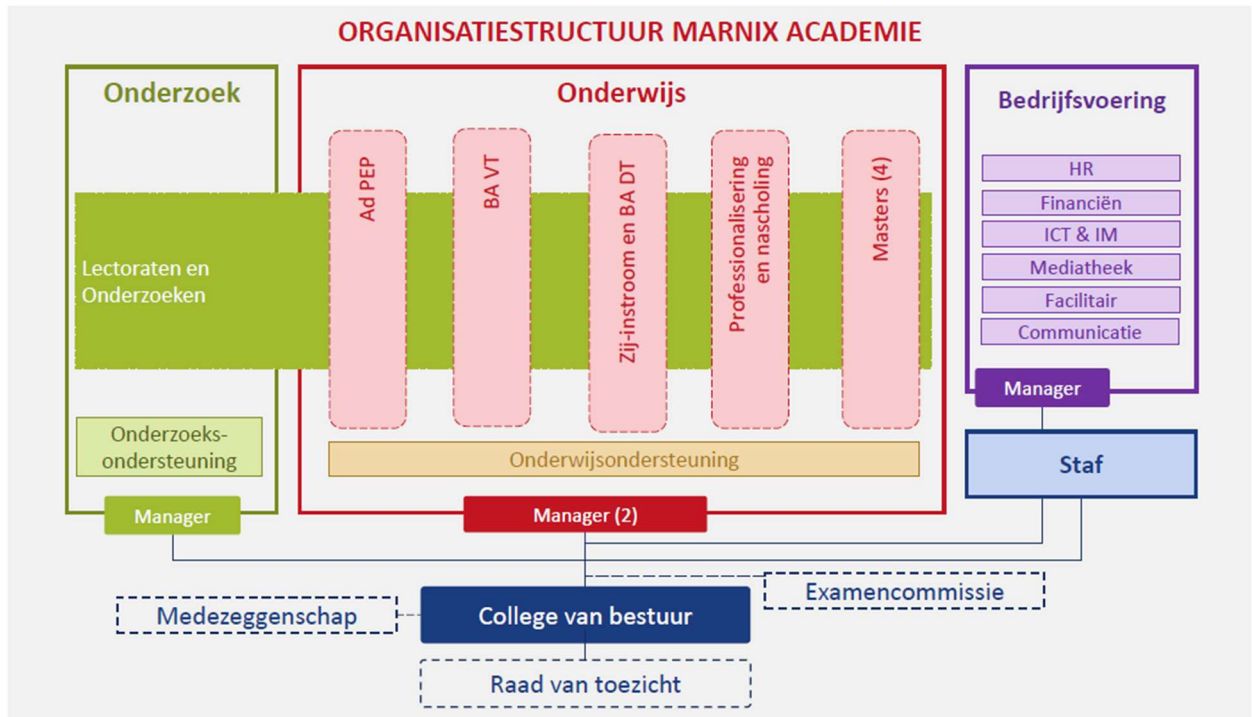 ORGANISATIESTRUCTUUR MARNIX ACADEMIE
Onderzoek
Lectoraten en
Onderzoeken
Onderzoeks-
ondersteuning
Manager
Onderwijs
Ad PEP
BA VT
Zij-instroom en BA DT
Professionalisering
en nascholing
Masters (4)
Onderwijsondersteuning
Manager (2)
Bedrijfsvoering
HR
Financiën
ICT & IM
Mediatheek
Facilitair
Communicatie
Manager
Staf
Examencommissie
Medezeggenschap
College van bestuur
Raad van toezicht